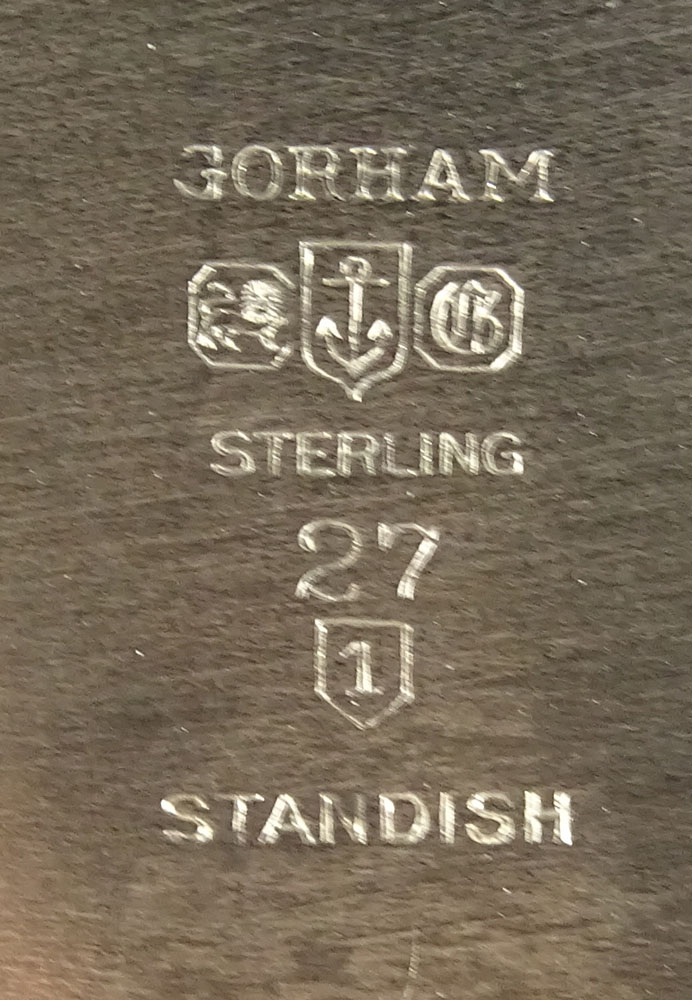 GORHAM
G
STERLING
27
1
STANDISH